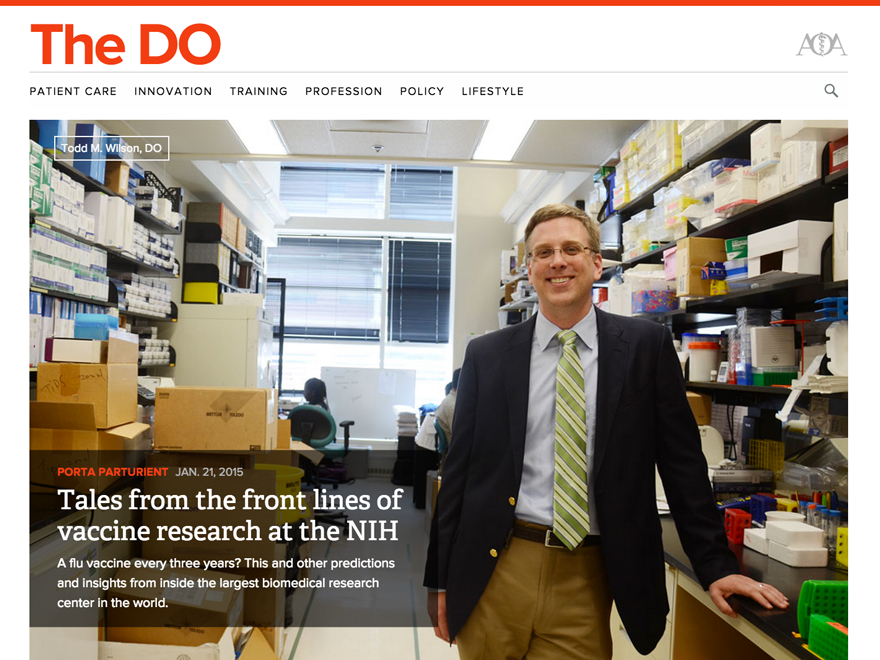 The DO
AOA
PATIENT CARE INNOVATION TRAINING PROFESSION POLICY LIFESTYLE
Todd M. Wilson, DO
PORTA PARTURIENT JAN. 21, 2015
Tales from the front lines of
vaccine research at the NIH
A flu vaccine every three years? This and other predictions
and insights from inside the largest biomedical research
center in the world.